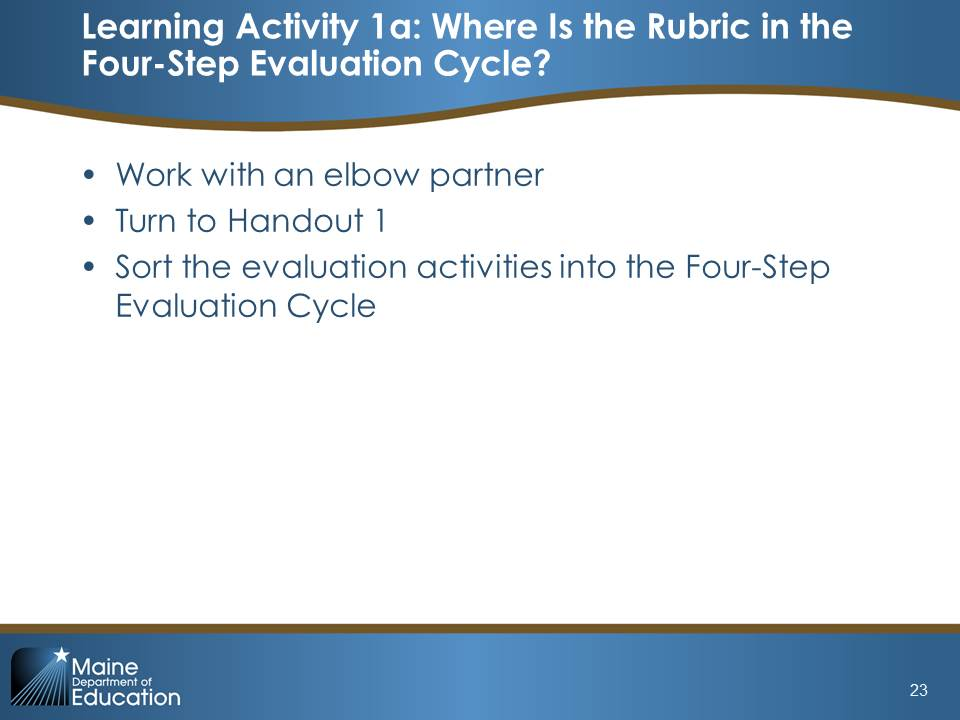 Learning Activity 1a: Where Is the Rubric in the
Four-Step Evaluation Cycle?
• Work with an elbow partner
• Turn to Handout 1
• Sort the evaluation activities into the Four-Step
Evaluation Cycle
Maine
Department of
Education
23